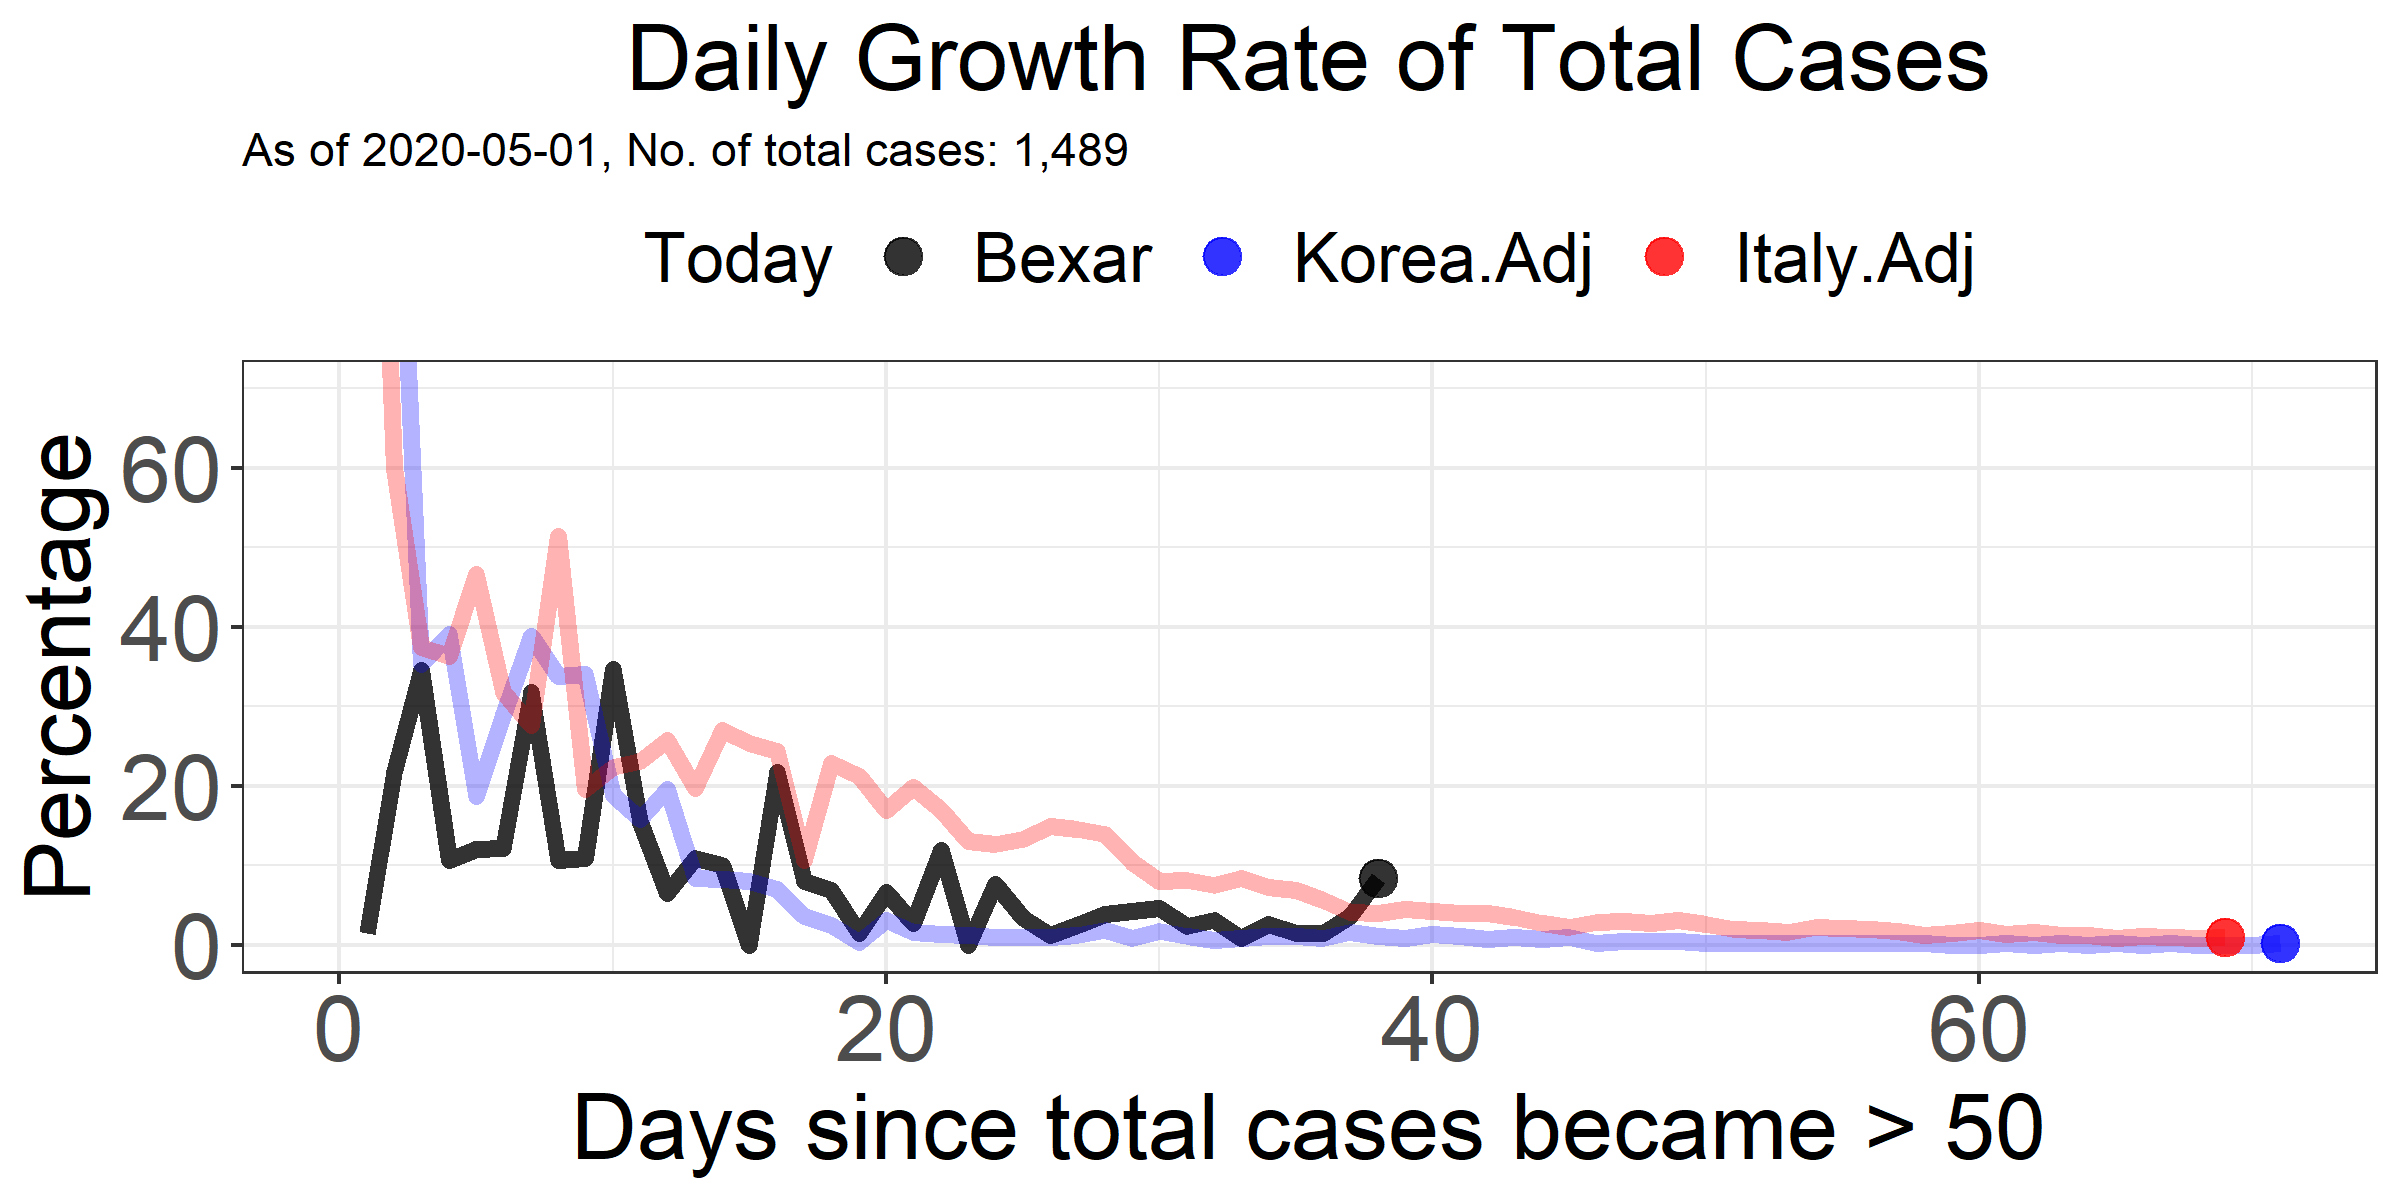 Daily Growth Rate of Total Cases
As of 2020-05-01, No. of total cases: 1,489
Today Bexar Korea.Adj Italy.Adj
Percentage
60
40
20
0
0 20 40 60
Days since total cases became > 50